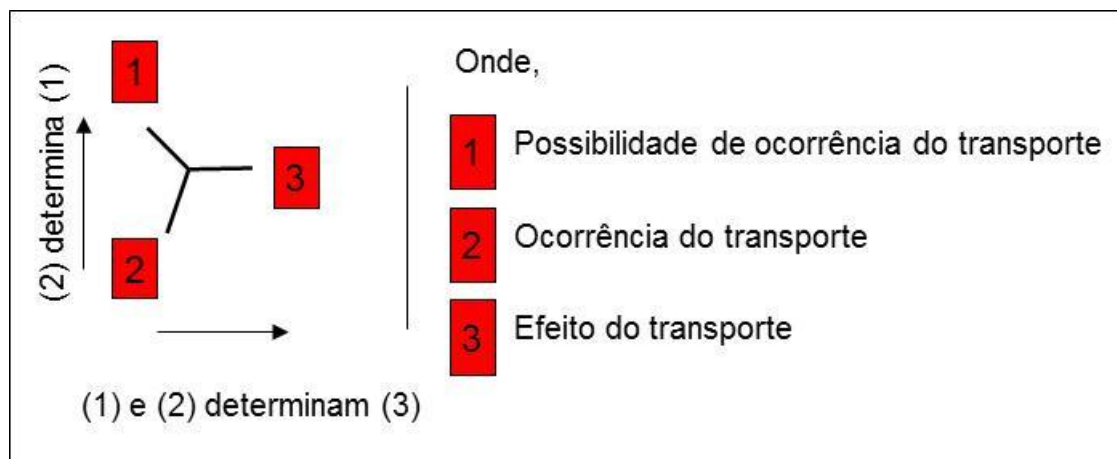 (2) determina (1)
1
3
2
(1) e (2) determinam (3)
Onde,
1 Possibilidade de ocorrência do transporte
2 Ocorrência do transporte
3 Efeito do transporte